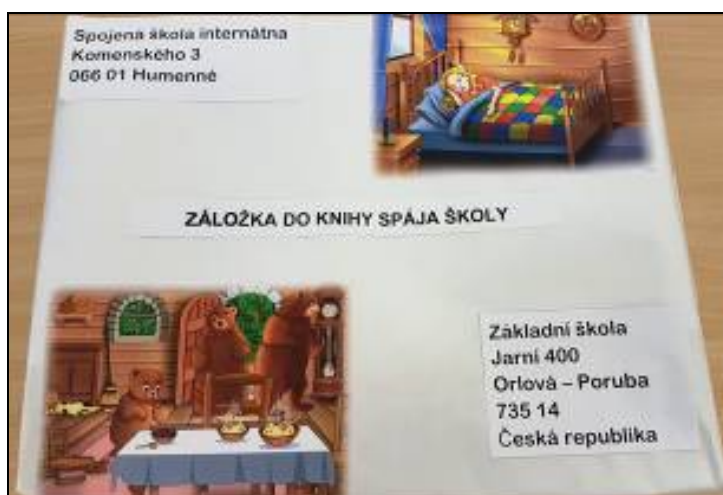 Spojená škola internátna
Komenského 3
066 01 Humenné
ZÁLOŽKA DO KNIHY SPÁJA ŠKOLY
Základní škola
Jarní 400
Orlová – Poruba
735 14
Česká republika